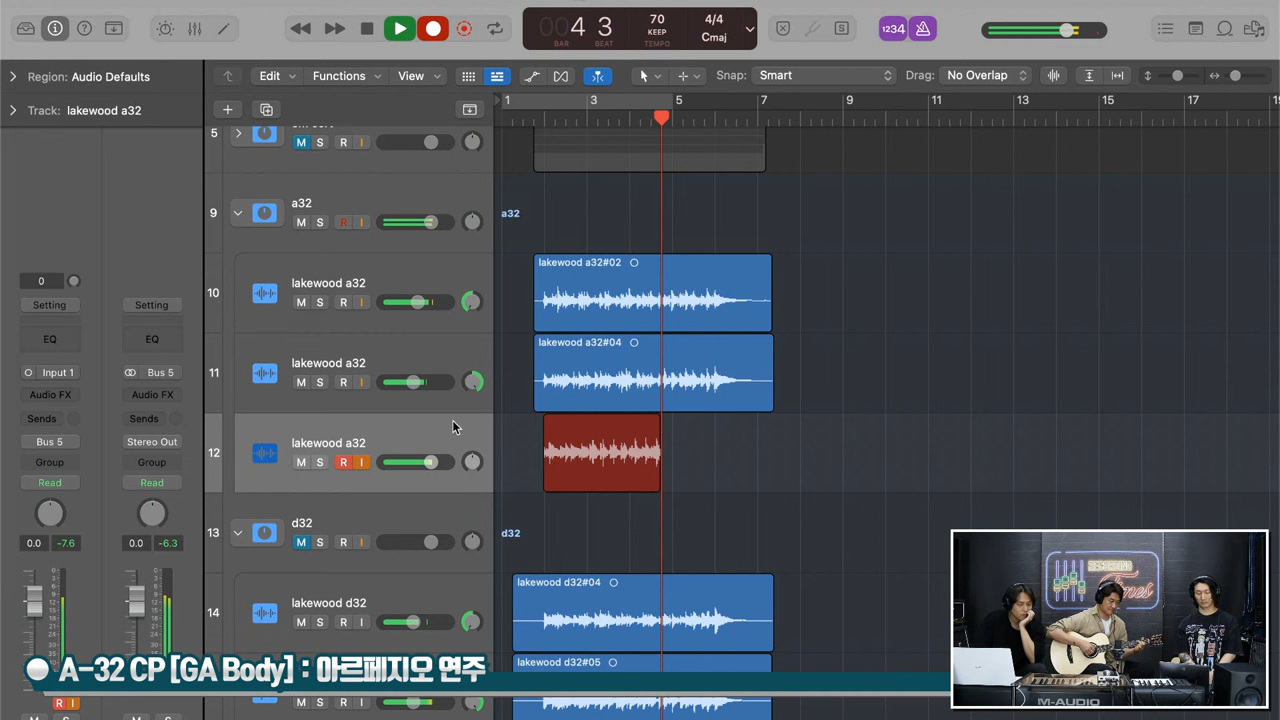 4 3
BAR BEAT
70
KEEP
TEMPO
4/4
Cmaj
1234
S
Region: Audio Defaults
Edit
Functions
View
Snap: Smart
Drag: No Overlap
Track: lakewood a32
1 3 5 7 9 11 13 15 17
5
M S R
9
a32
M S R I
a32
10
lakewood a32
M S R I
lakewood a32#02
11
lakewood a32
M S R I
lakewood a32#04
12
lakewood a32
M S R I
13
d32
M S R I
d32
14
lakewood d32
M S R I
lakewood d32#04
lakewood d32#05
0
Setting
Setting
EQ
EQ
Input 1
Bus 5
Audio FX
Audio FX
Sends
Sends
Bus 5
Stereo Out
Group
Group
Read
Read
0.0 -7.6
0.0 -6.3
R I
A-32 CP [GA Body] : 아르페지오 연주
Tones
M-AUDIO